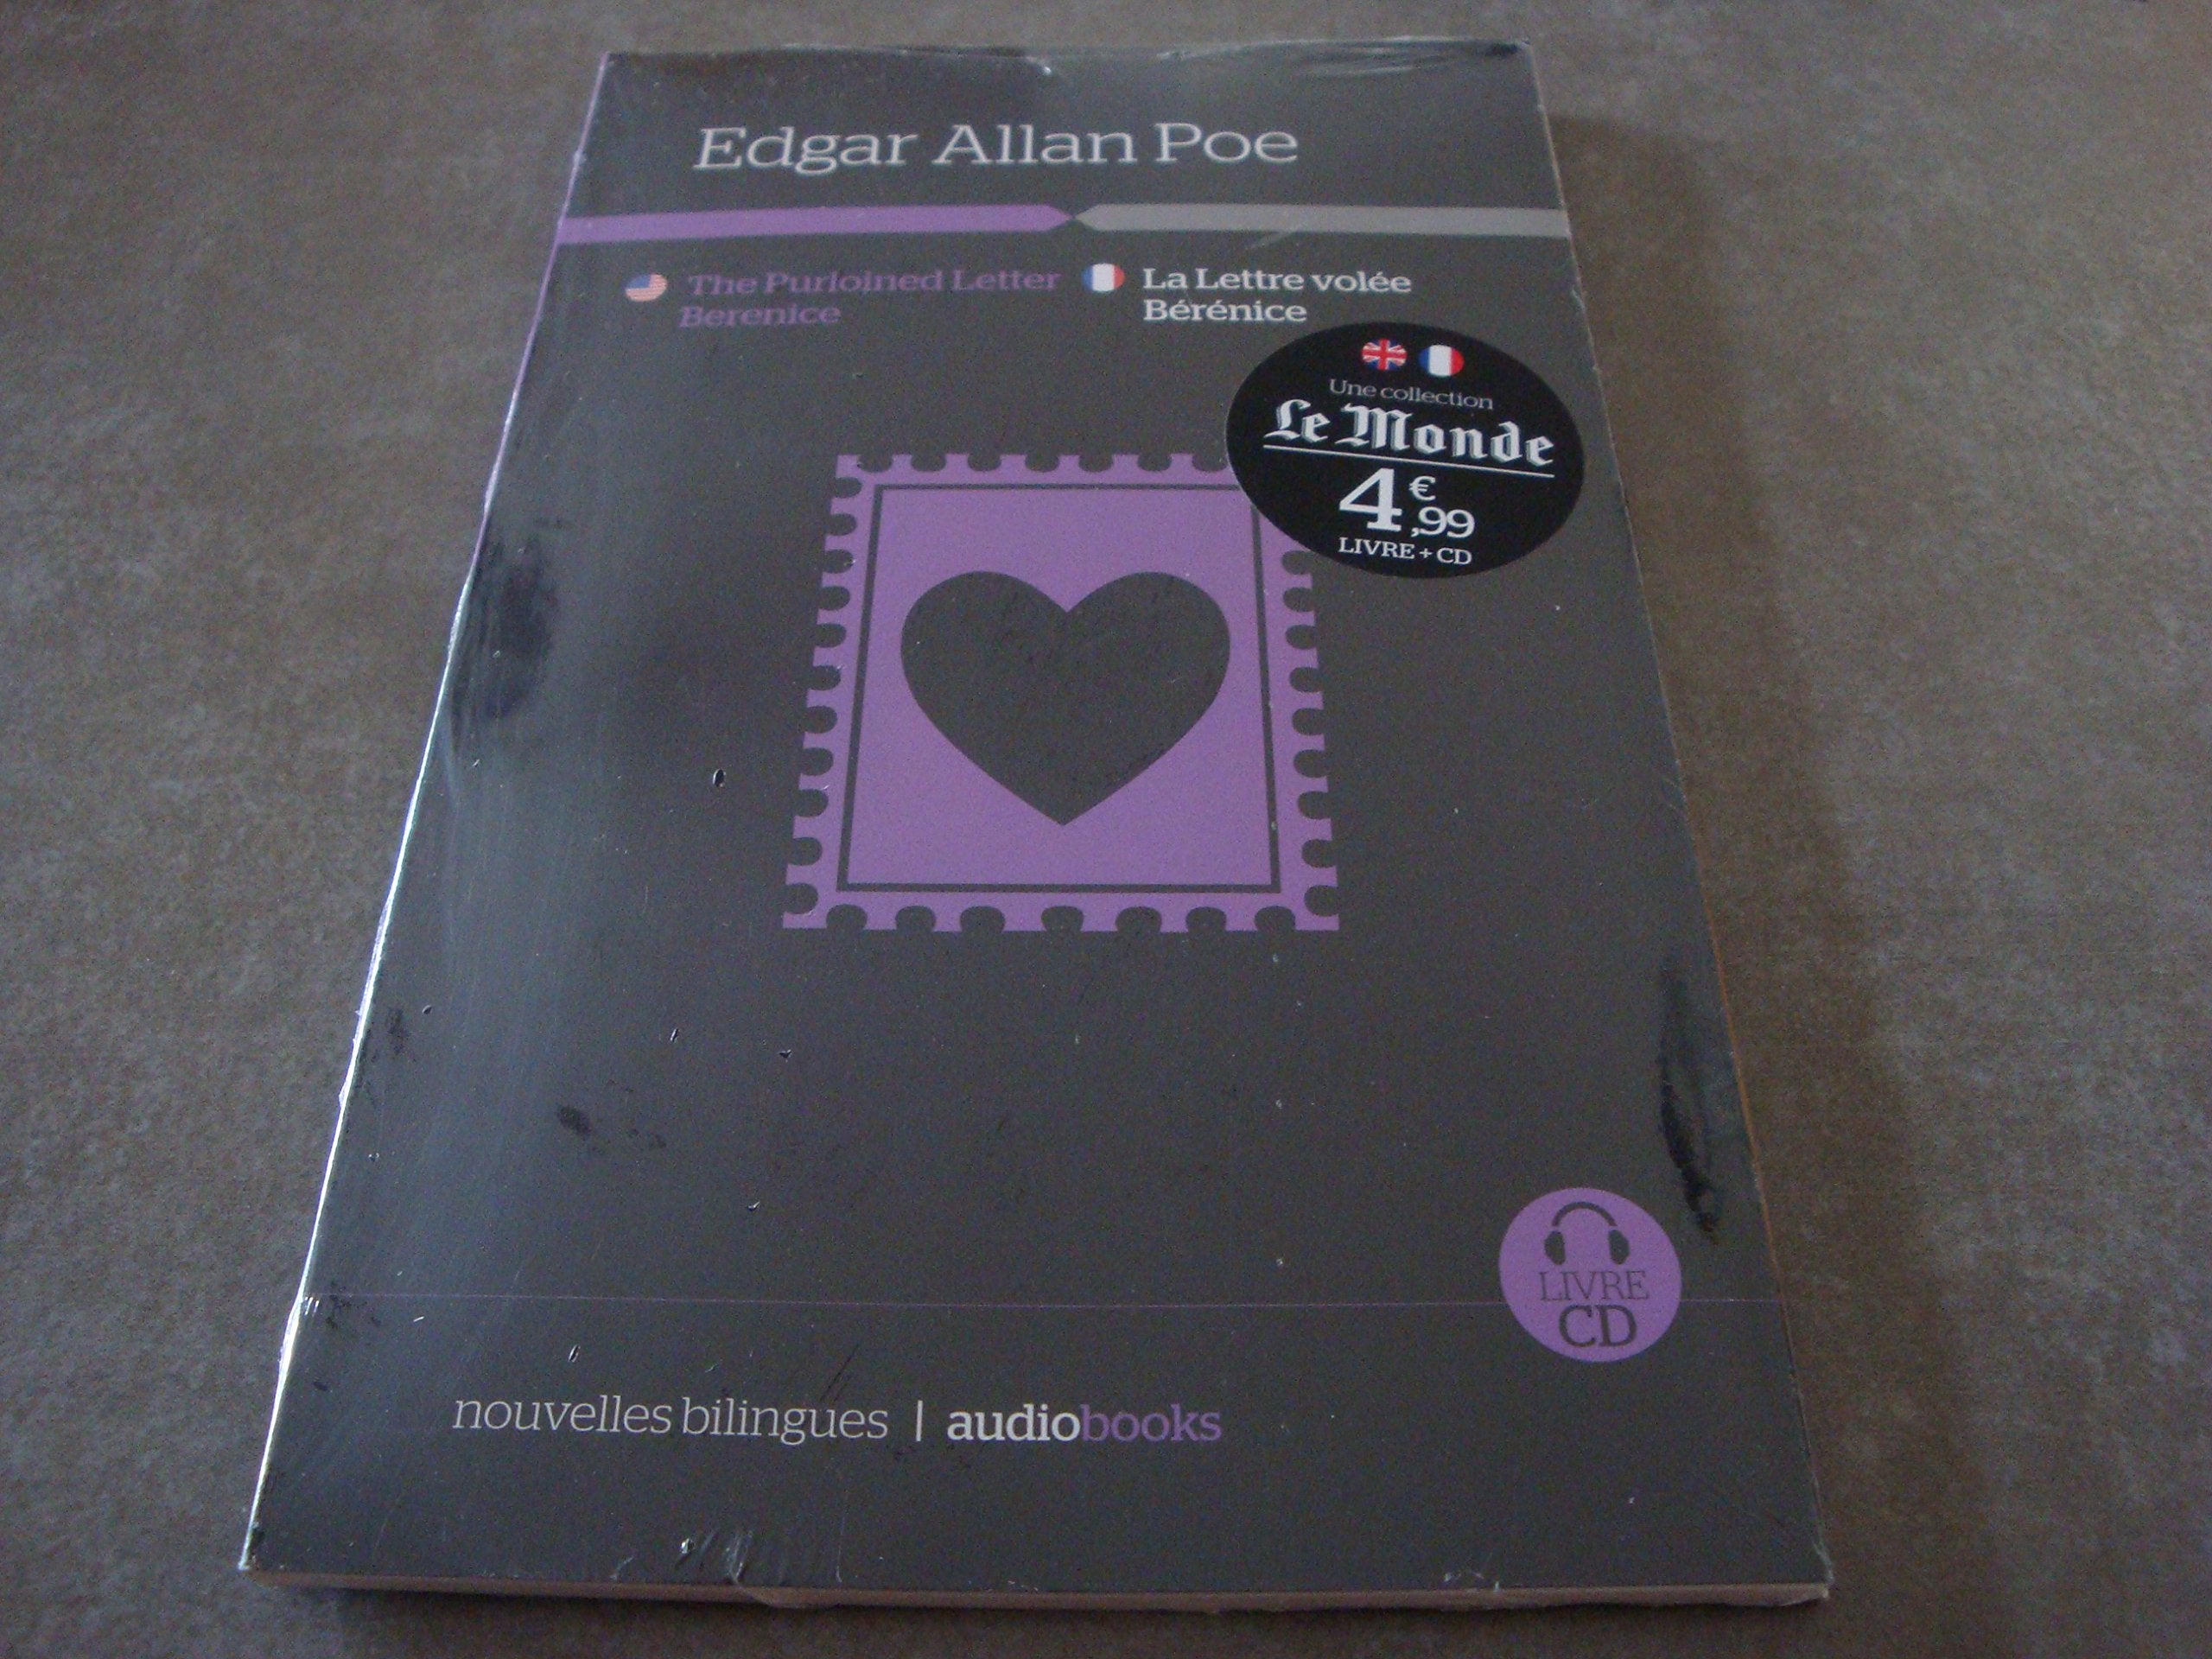 Edgar Allan Poe
The Purloined Letter
Berenice
La Lettre volée
Bérénice
Une collection
Le Monde
4€,99
LIVRE + CD
LIVRE
CD
nouvelles bilingues | audiobooks